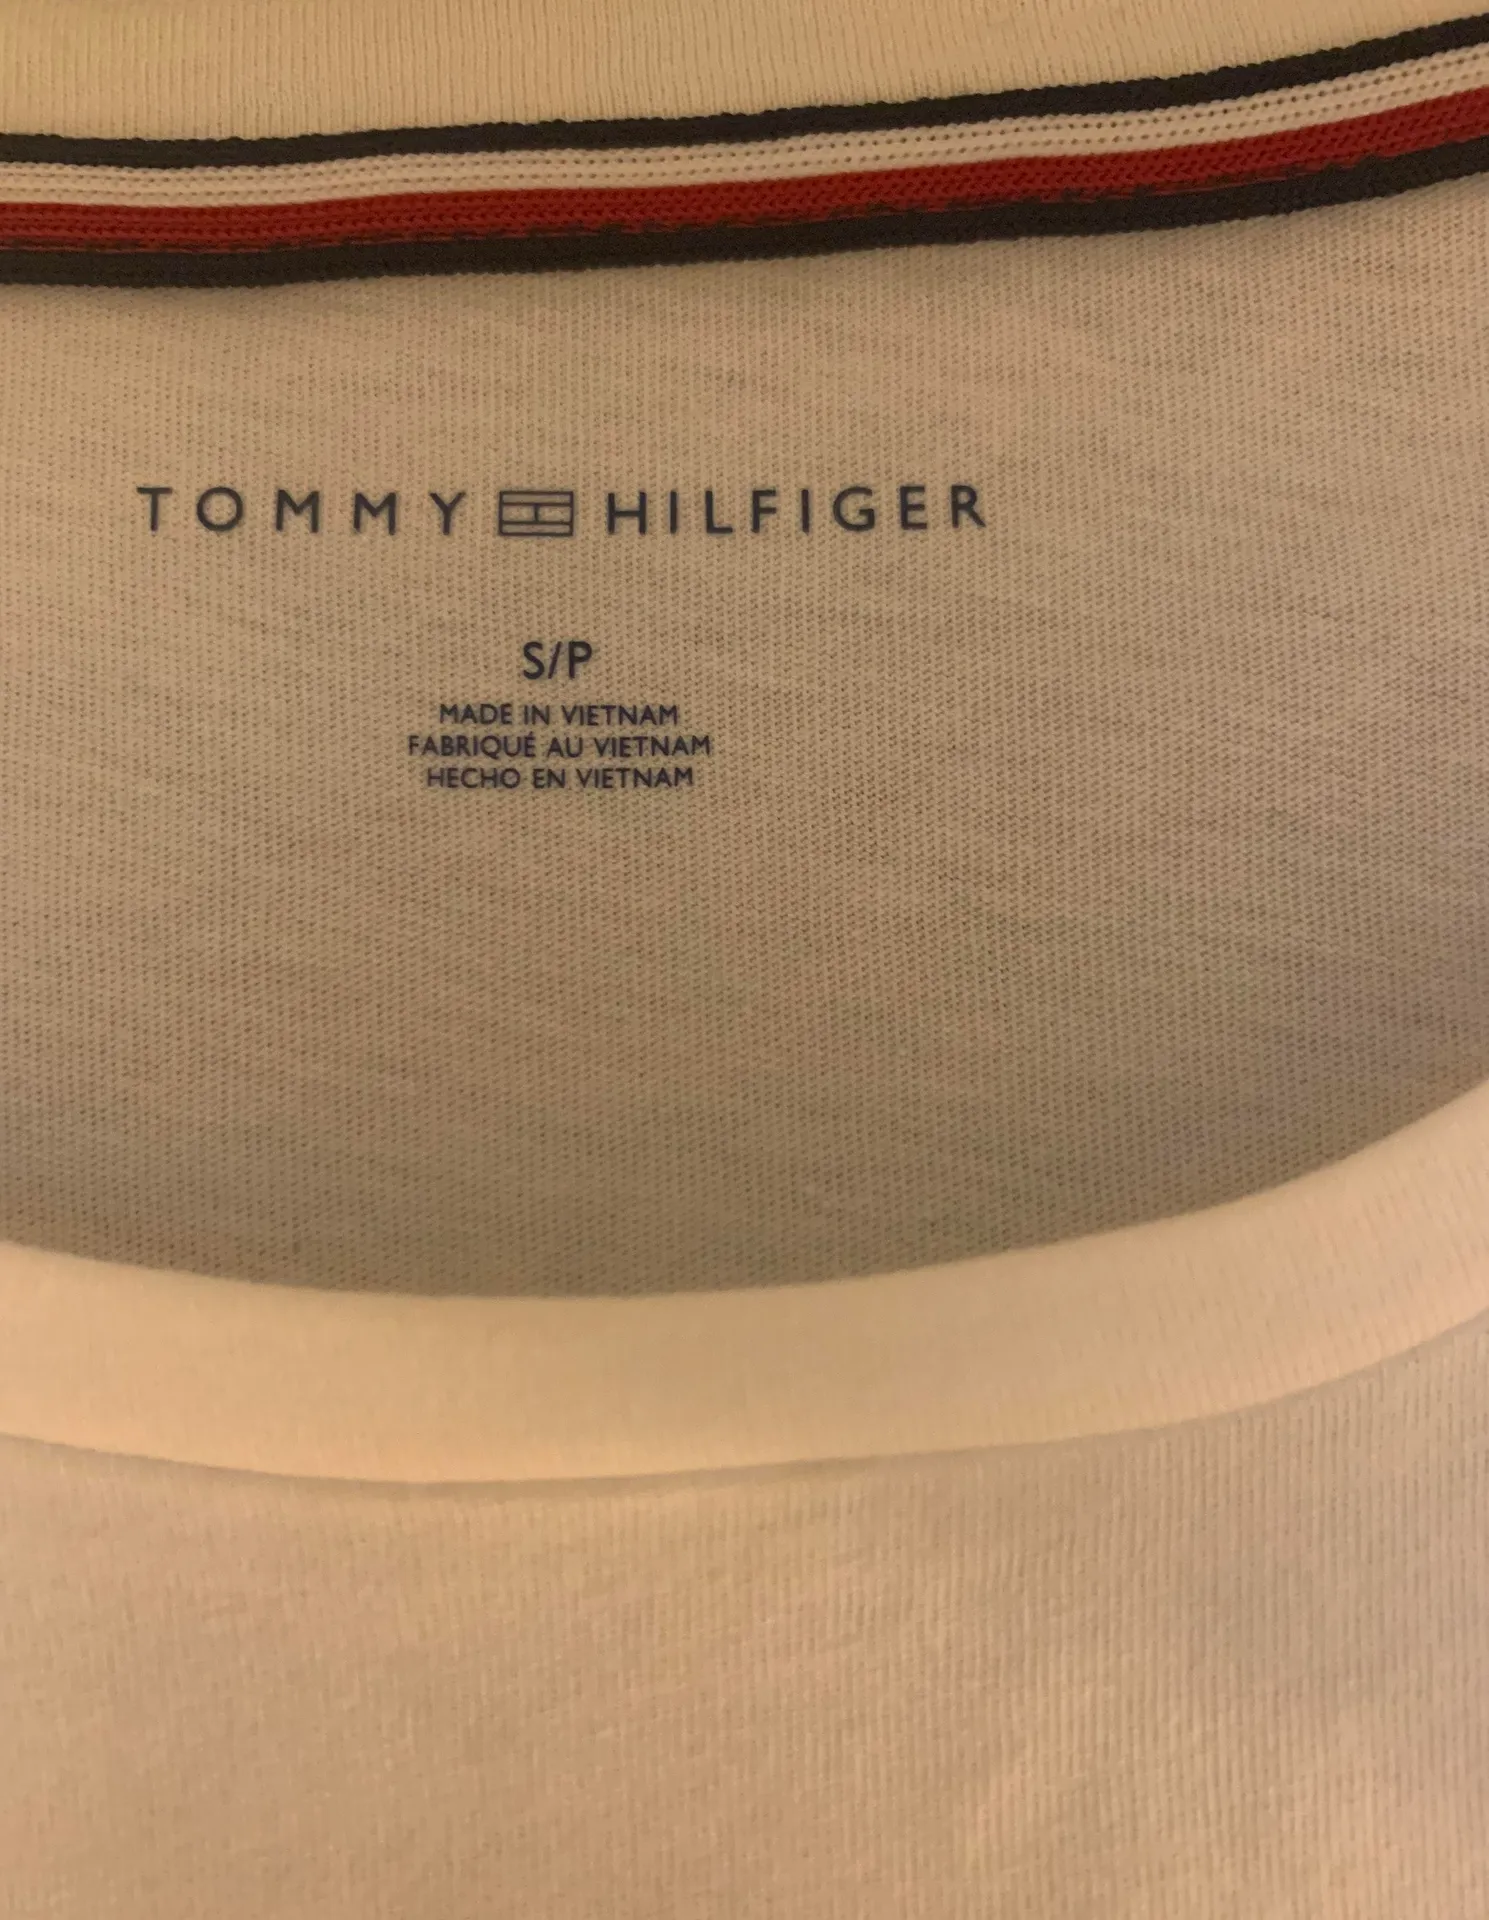 TOMMY HILFIGER
S/P
MADE IN VIETNAM
FABRIQUÉ AU VIETNAM
HECHO EN VIETNAM